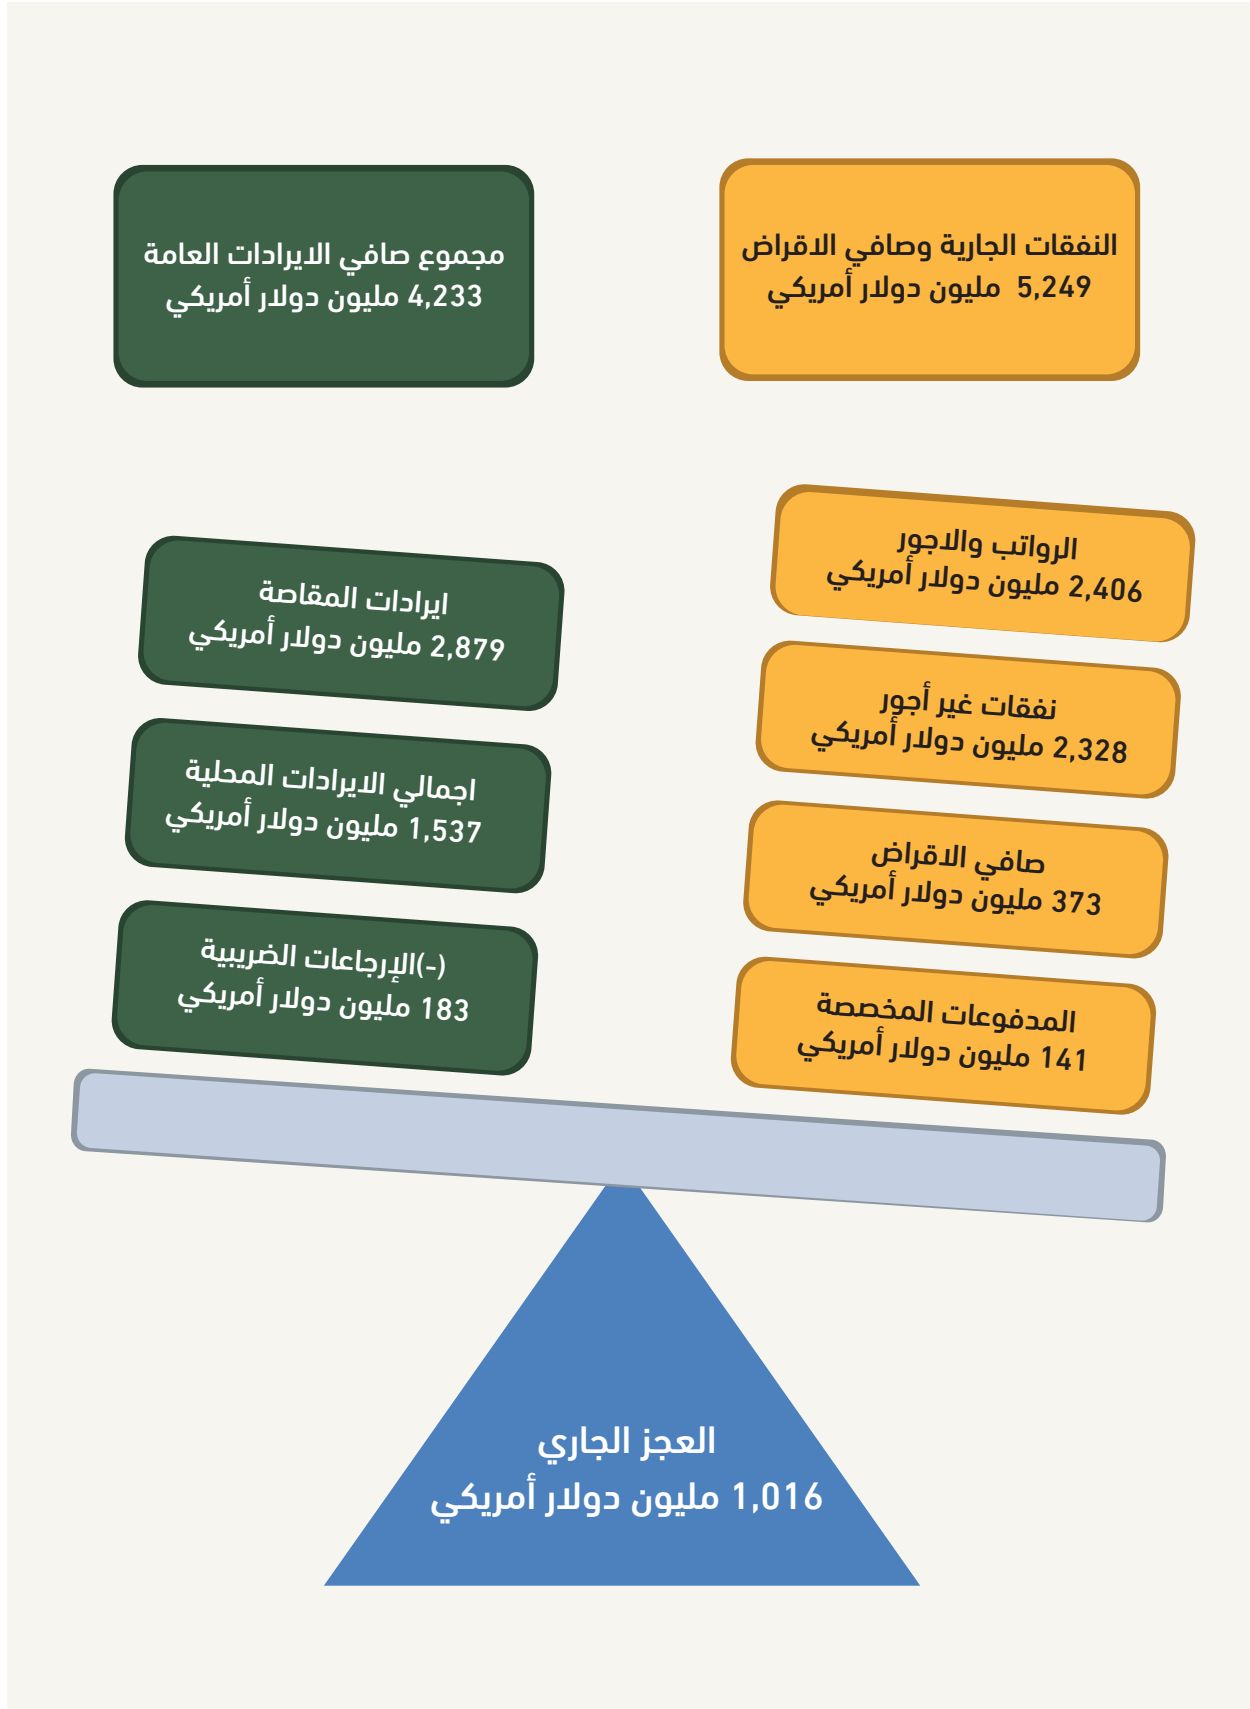 النفقات الجارية وصافي الاقراض
5,249 مليون دولار أمريكي
مجموع صافي الايرادات العامة
4,233 مليون دولار أمريكي
الرواتب والاجور
2,406 مليون دولار أمريكي
نفقات غير أجور
2,328 مليون دولار أمريكي
صافي الاقراض
373 مليون دولار أمريكي
المدفوعات المخصصة
141 مليون دولار أمريكي
ايرادات المقاصة
2,879 مليون دولار أمريكي
اجمالي الايرادات المحلية
1,537 مليون دولار أمريكي
(-)الإرجاعات الضريبية
183 مليون دولار أمريكي
العجز الجاري
1,016 مليون دولار أمريكي